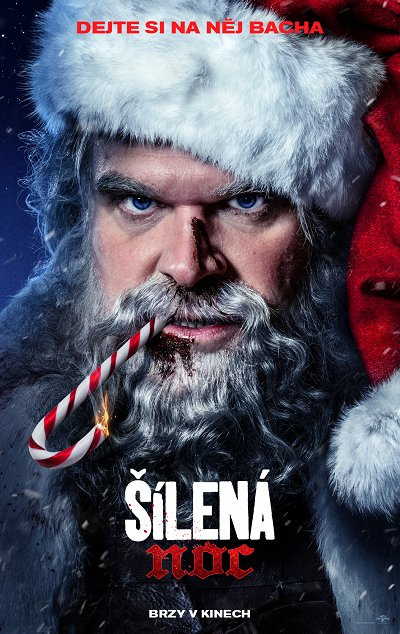 DEJTE SI NA NĚJ BACHA
ŠÍLENÁ
noc
BRZY V KINECH